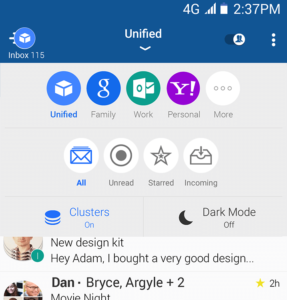 4G 2:37PM
Unified
Inbox 115
Unified Family Work Personal More
All Unread Starred Incoming
Clusters Dark Mode
On Off
New design kit
Hey Adam, I bought a very good design...
Dan · Bryce, Argyle + 2 2h
Movie Night